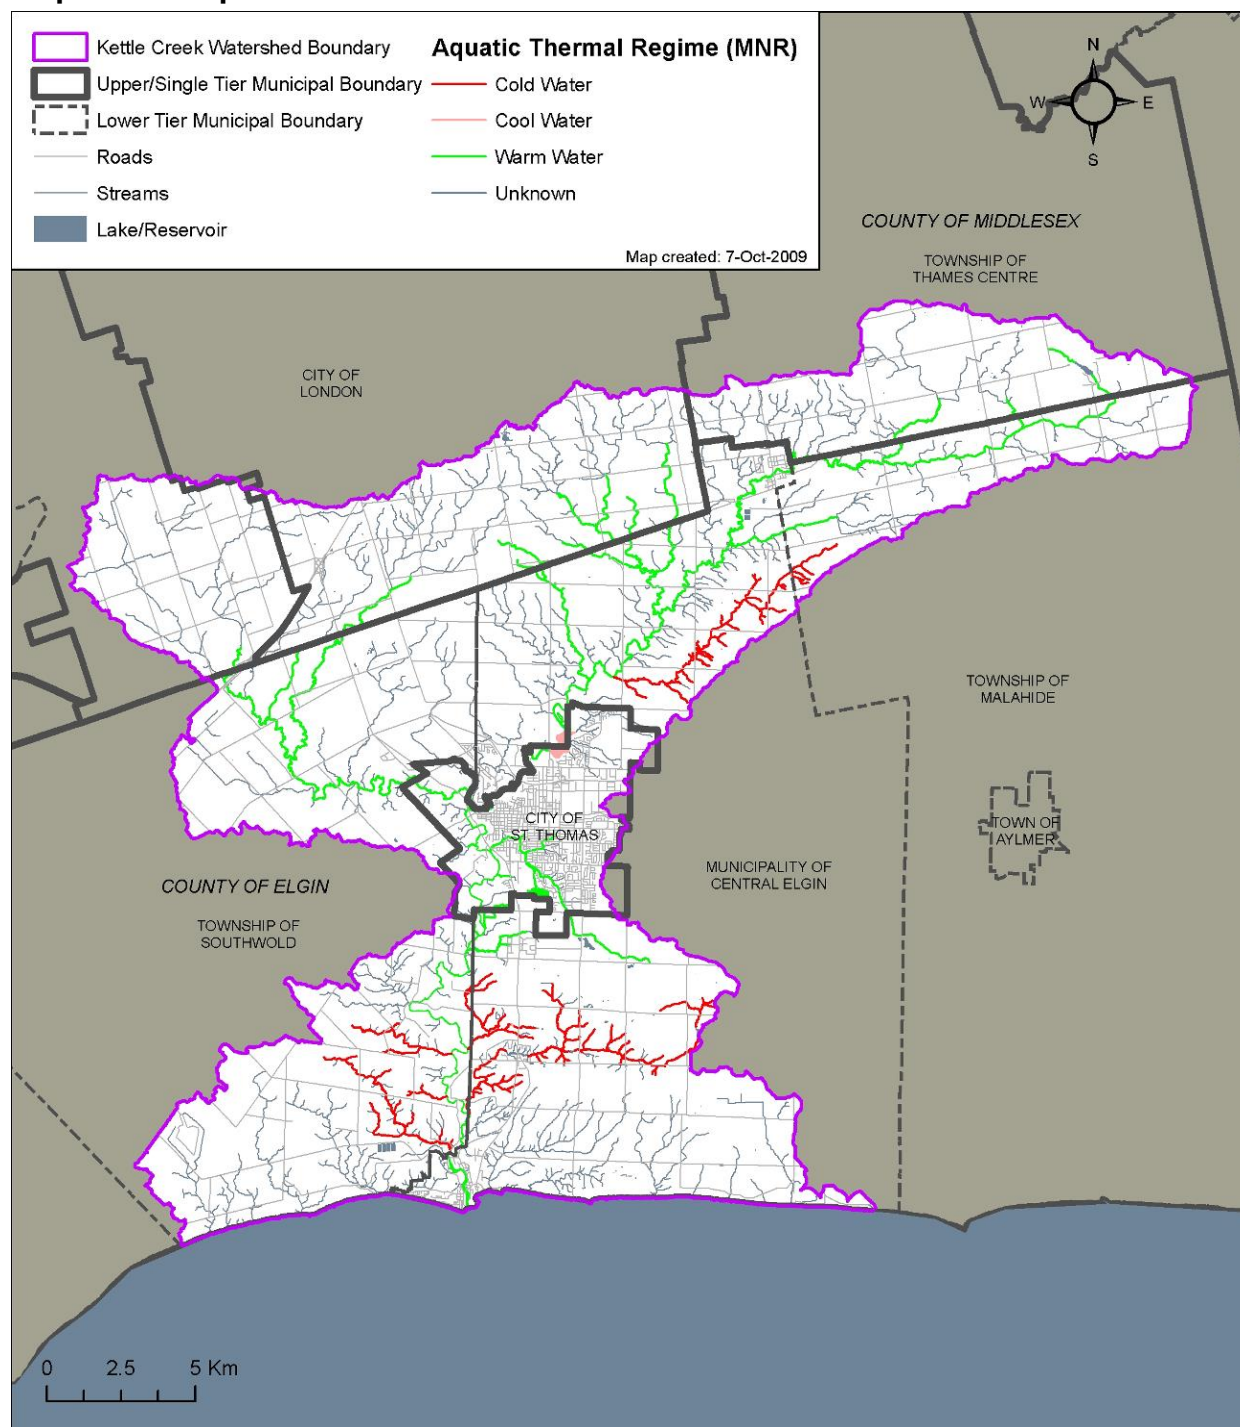 Kettle Creek Watershed Boundary
Upper/Single Tier Municipal Boundary
Lower Tier Municipal Boundary
Roads
Streams
Lake/Reservoir
Aquatic Thermal Regime (MNR)
Cold Water
Cool Water
Warm Water
Unknown
Map created: 7-Oct-2009
N
W
E
S
COUNTY OF MIDDLESEX
TOWNSHIP OF
THAMES CENTRE
CITY OF
LONDON
TOWNSHIP OF
MALAHIDE
CITY OF
ST. THOMAS
TOWN OF
AYLMER
MUNICIPALITY OF
CENTRAL ELGIN
COUNTY OF ELGIN
TOWNSHIP OF
SOUTHWOLD
0 2.5 5 Km